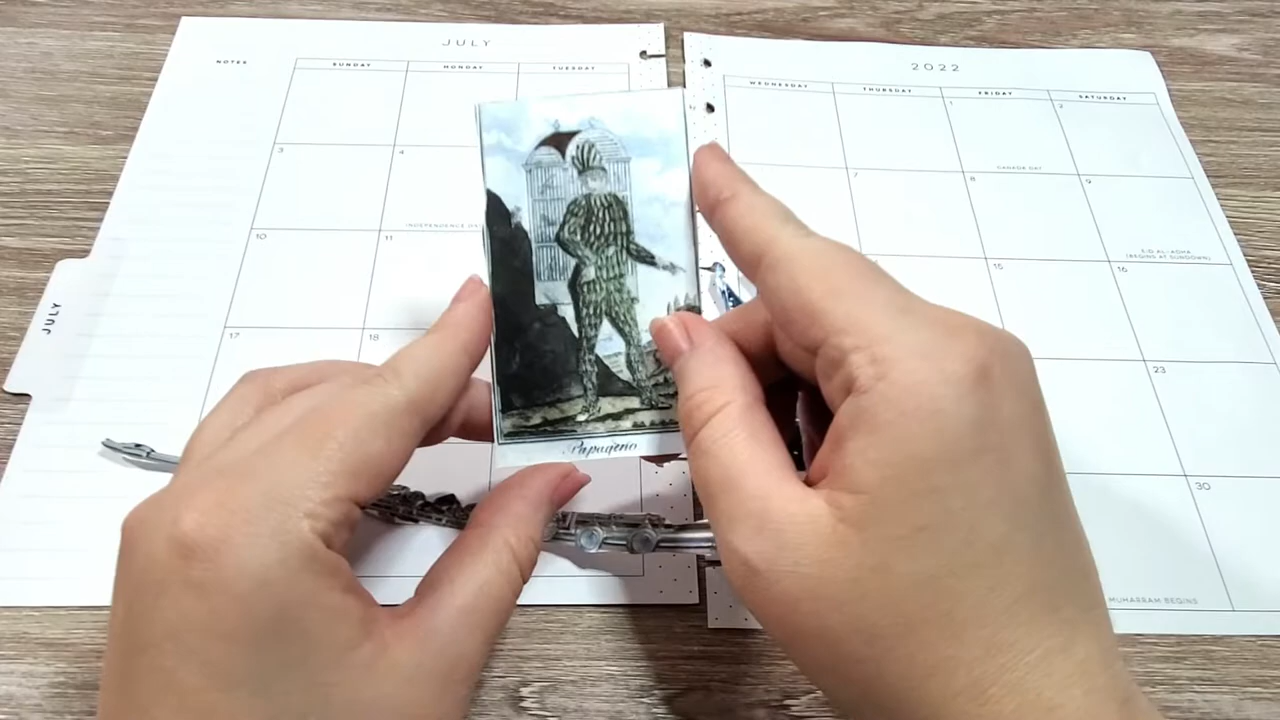 JULY
NOTES
SUNDAY
MONDAY
TUESDAY
3
4
INDEPENDENCE DA
10
11
17
18
JULY
Papageno
2022
WEDNESDAY
THURSDAY
FRIDAY
SATURDAY
1
2
CANADA DAY
7
8
9
EID AL-ADHA
(BEGINS AT SUNDOWN)
15
16
23
30
MUHARRAM BEGINS